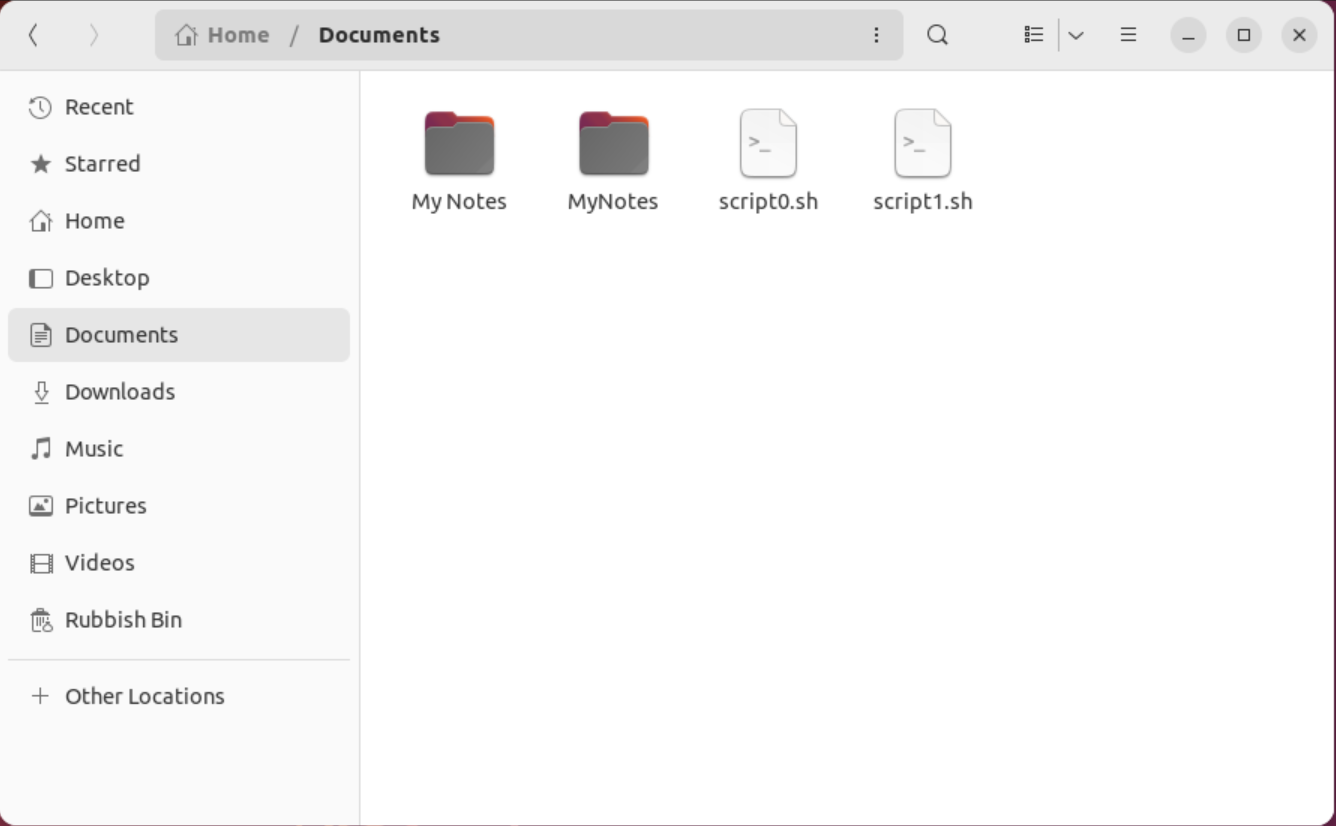 Home / Documents
Recent
Starred
Home
Desktop
Documents
Downloads
Music
Pictures
Videos
Rubbish Bin
Other Locations
My Notes MyNotes script0.sh script1.sh